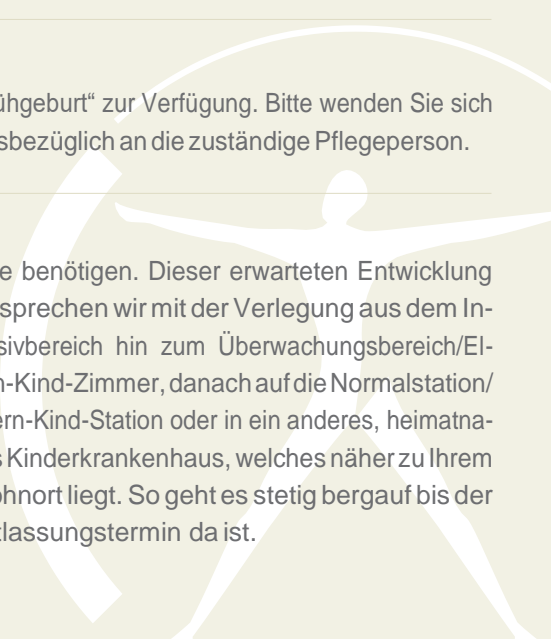 ühgeburt“ zur Verfügung. Bitte wenden Sie sich
sbezüglich an die zuständige Pflegeperson.
e benötigen. Dieser erwarteten Entwicklung
sprechen wir mit der Verlegung aus dem In-
sivbereich hin zum Überwachungsbereich/El-
n-Kind-Zimmer, danach auf die Normalstation/
ern-Kind-Station oder in ein anderes, heimatna-
s Kinderkrankenhaus, welches näher zu Ihrem
ohnort liegt. So geht es stetig bergauf bis der
tlassungstermin da ist.